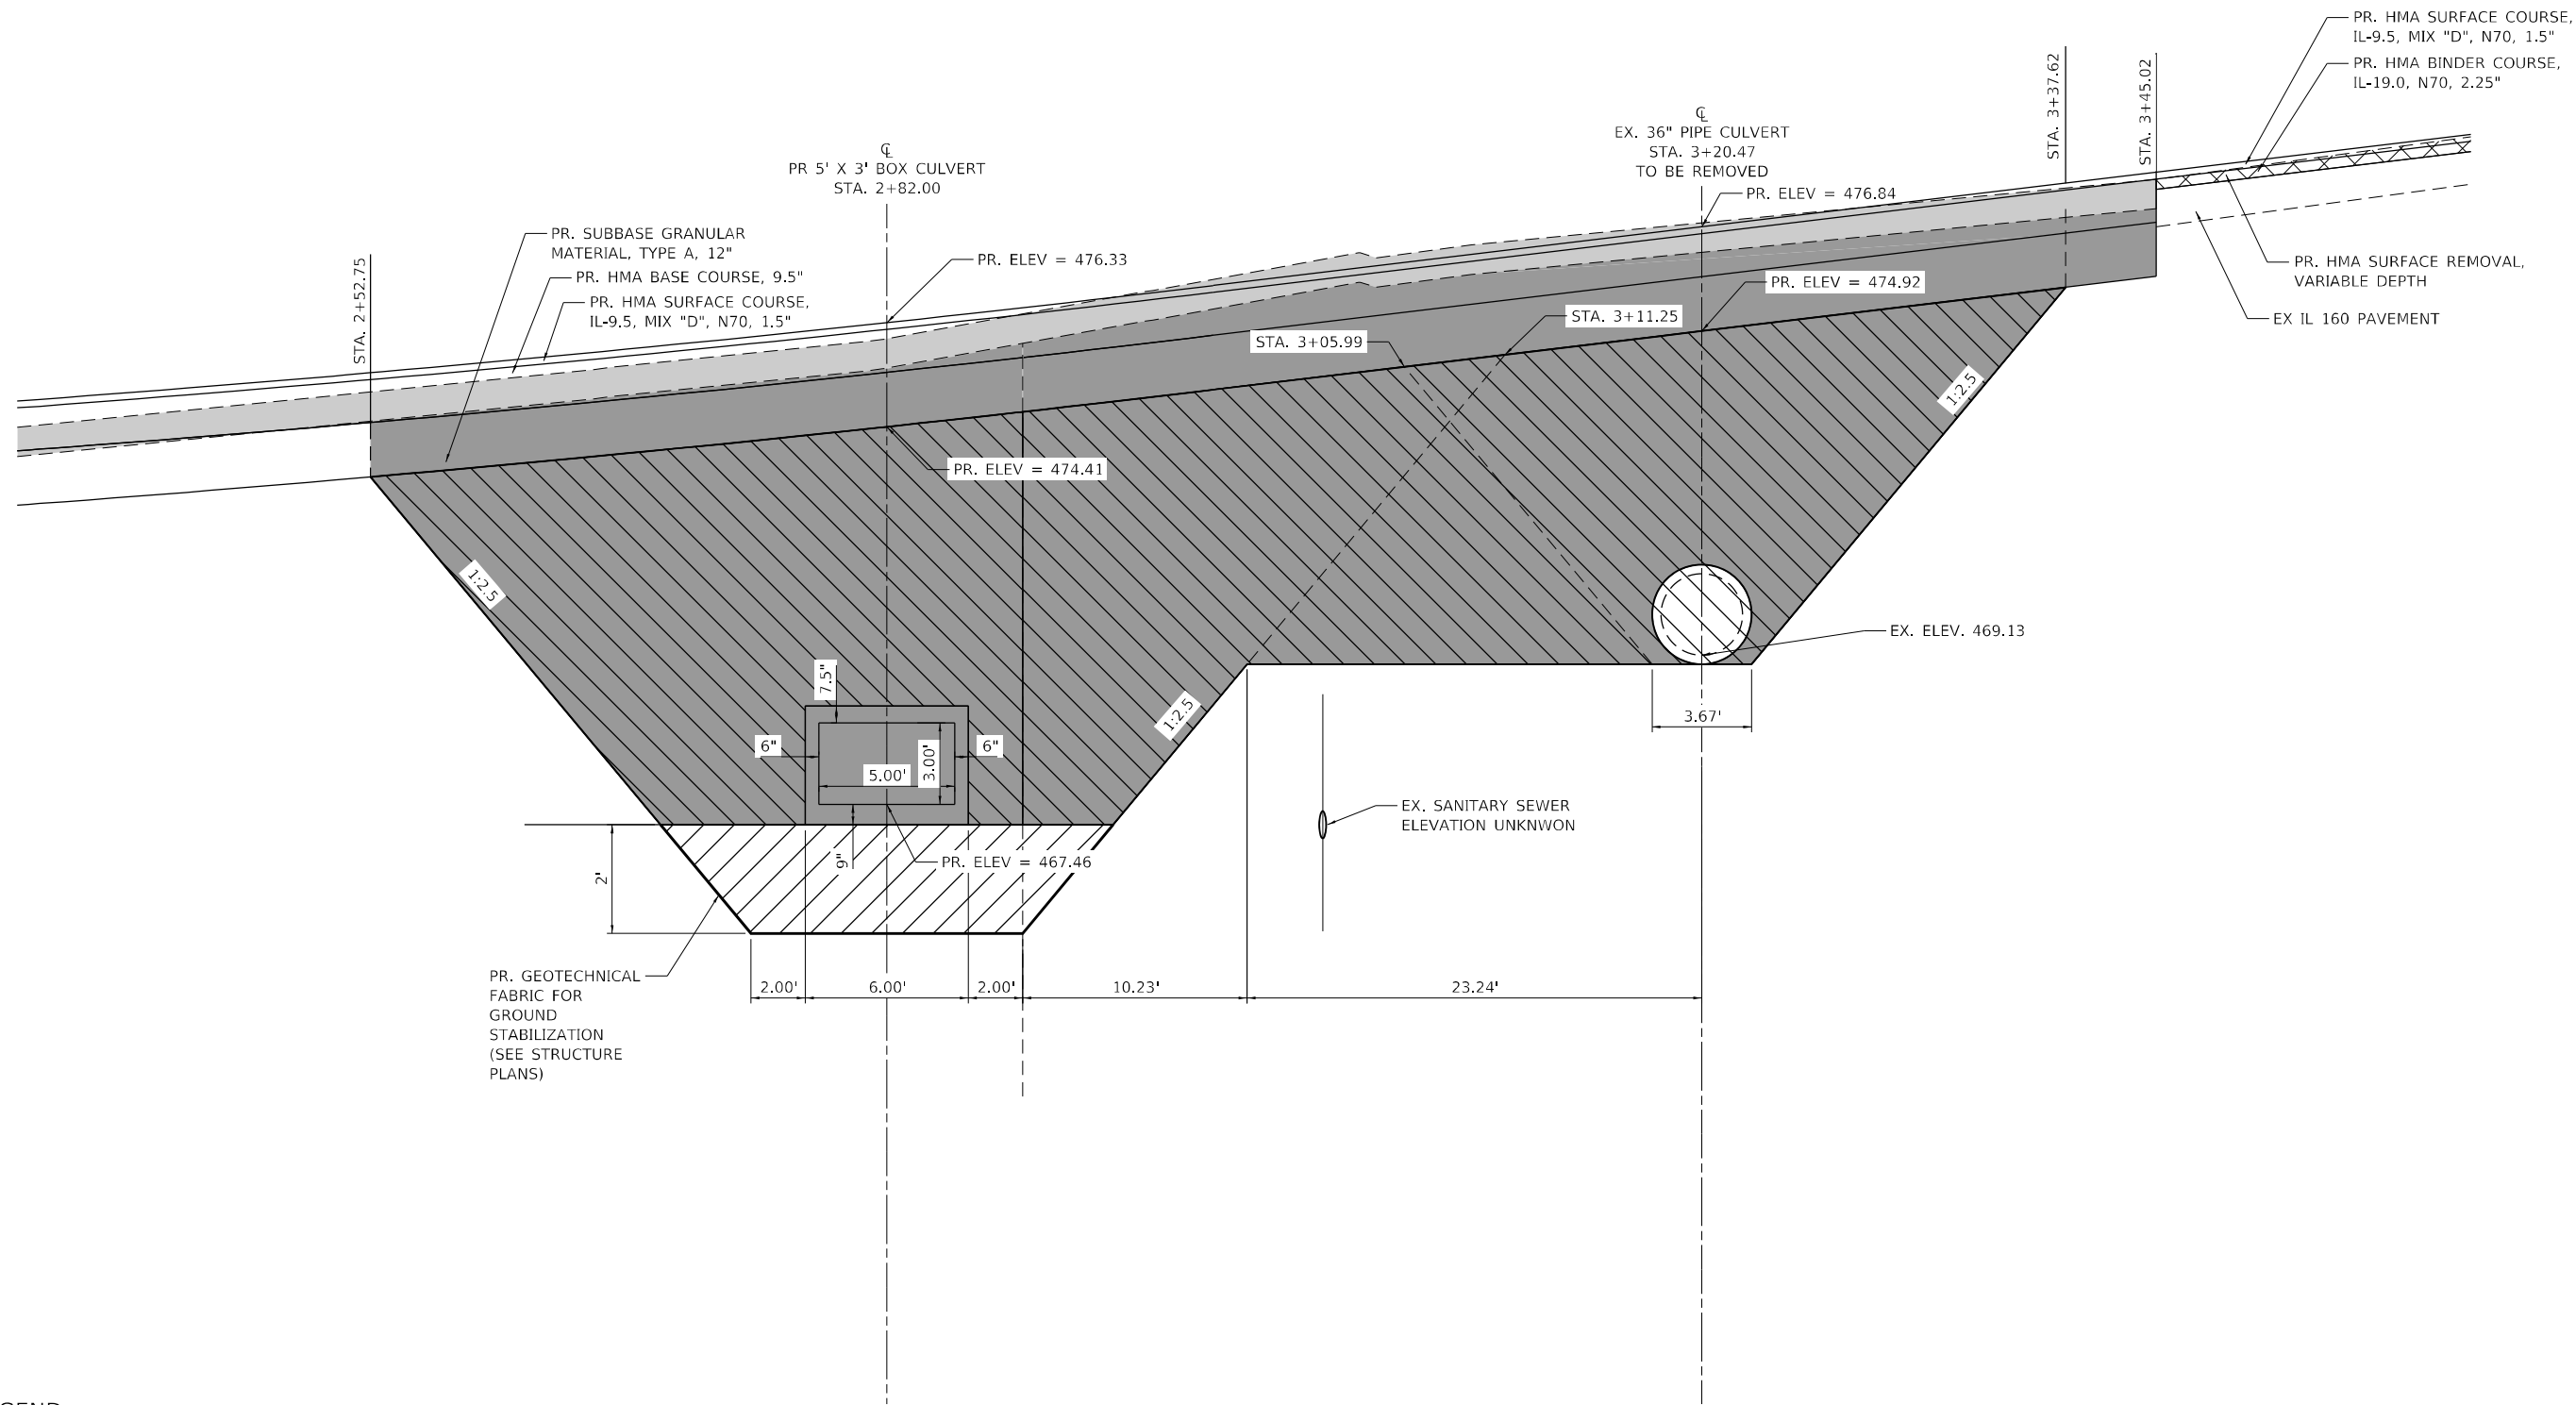 PR. HMA SURFACE COURSE,
IL-9.5, MIX "D", N70, 1.5"
PR. HMA BINDER COURSE,
IL-19.0, N70, 2.25"
STA. 3+37.62
STA. 3+45.02
℄
EX. 36" PIPE CULVERT
STA. 3+20.47
TO BE REMOVED
℄
PR 5' X 3' BOX CULVERT
STA. 2+82.00
PR. ELEV = 476.84
PR. SUBBASE GRANULAR
MATERIAL, TYPE A, 12"
PR. HMA BASE COURSE, 9.5"
PR. HMA SURFACE COURSE,
IL-9.5, MIX "D", N70, 1.5"
STA. 2+52.75
PR. ELEV = 476.33
PR. HMA SURFACE REMOVAL,
VARIABLE DEPTH
PR. ELEV = 474.92
EX IL 160 PAVEMENT
STA. 3+11.25
STA. 3+05.99
1:2.5
PR. ELEV = 474.41
1:2.5
EX. ELEV. 469.13
7.5"
1:2.5
3.67'
6"
6"
3.00'
5.00'
EX. SANITARY SEWER
ELEVATION UNKNWON
9"
PR. ELEV = 467.46
2'
PR. GEOTECHNICAL
FABRIC FOR
GROUND
STABILIZATION
(SEE STRUCTURE
PLANS)
2.00'
6.00'
2.00'
10.23'
23.24'